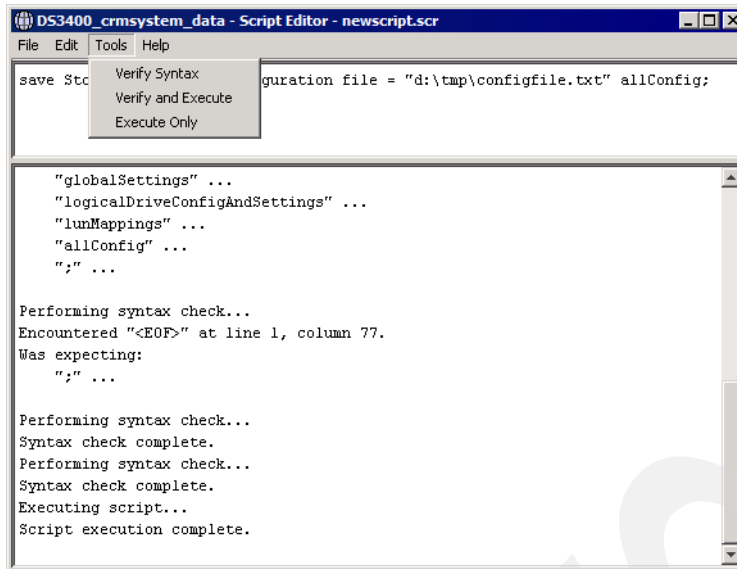 DS3400_crmsystem_data - Script Editor - newscript.scr
File Edit Tools Help
save Sto guration file = "d:\tmp\configfile.txt" allConfig;
Verify Syntax
Verify and Execute
Execute Only
"globalSettings" ...
"logicalDriveConfigAndSettings" ...
"lunMappings" ...
"allConfig" ...
";" ...
Performing syntax check...
Encountered "<EOF>" at line 1, column 77.
Was expecting:
";" ...
Performing syntax check...
Syntax check complete.
Performing syntax check...
Syntax check complete.
Executing script...
Script execution complete.